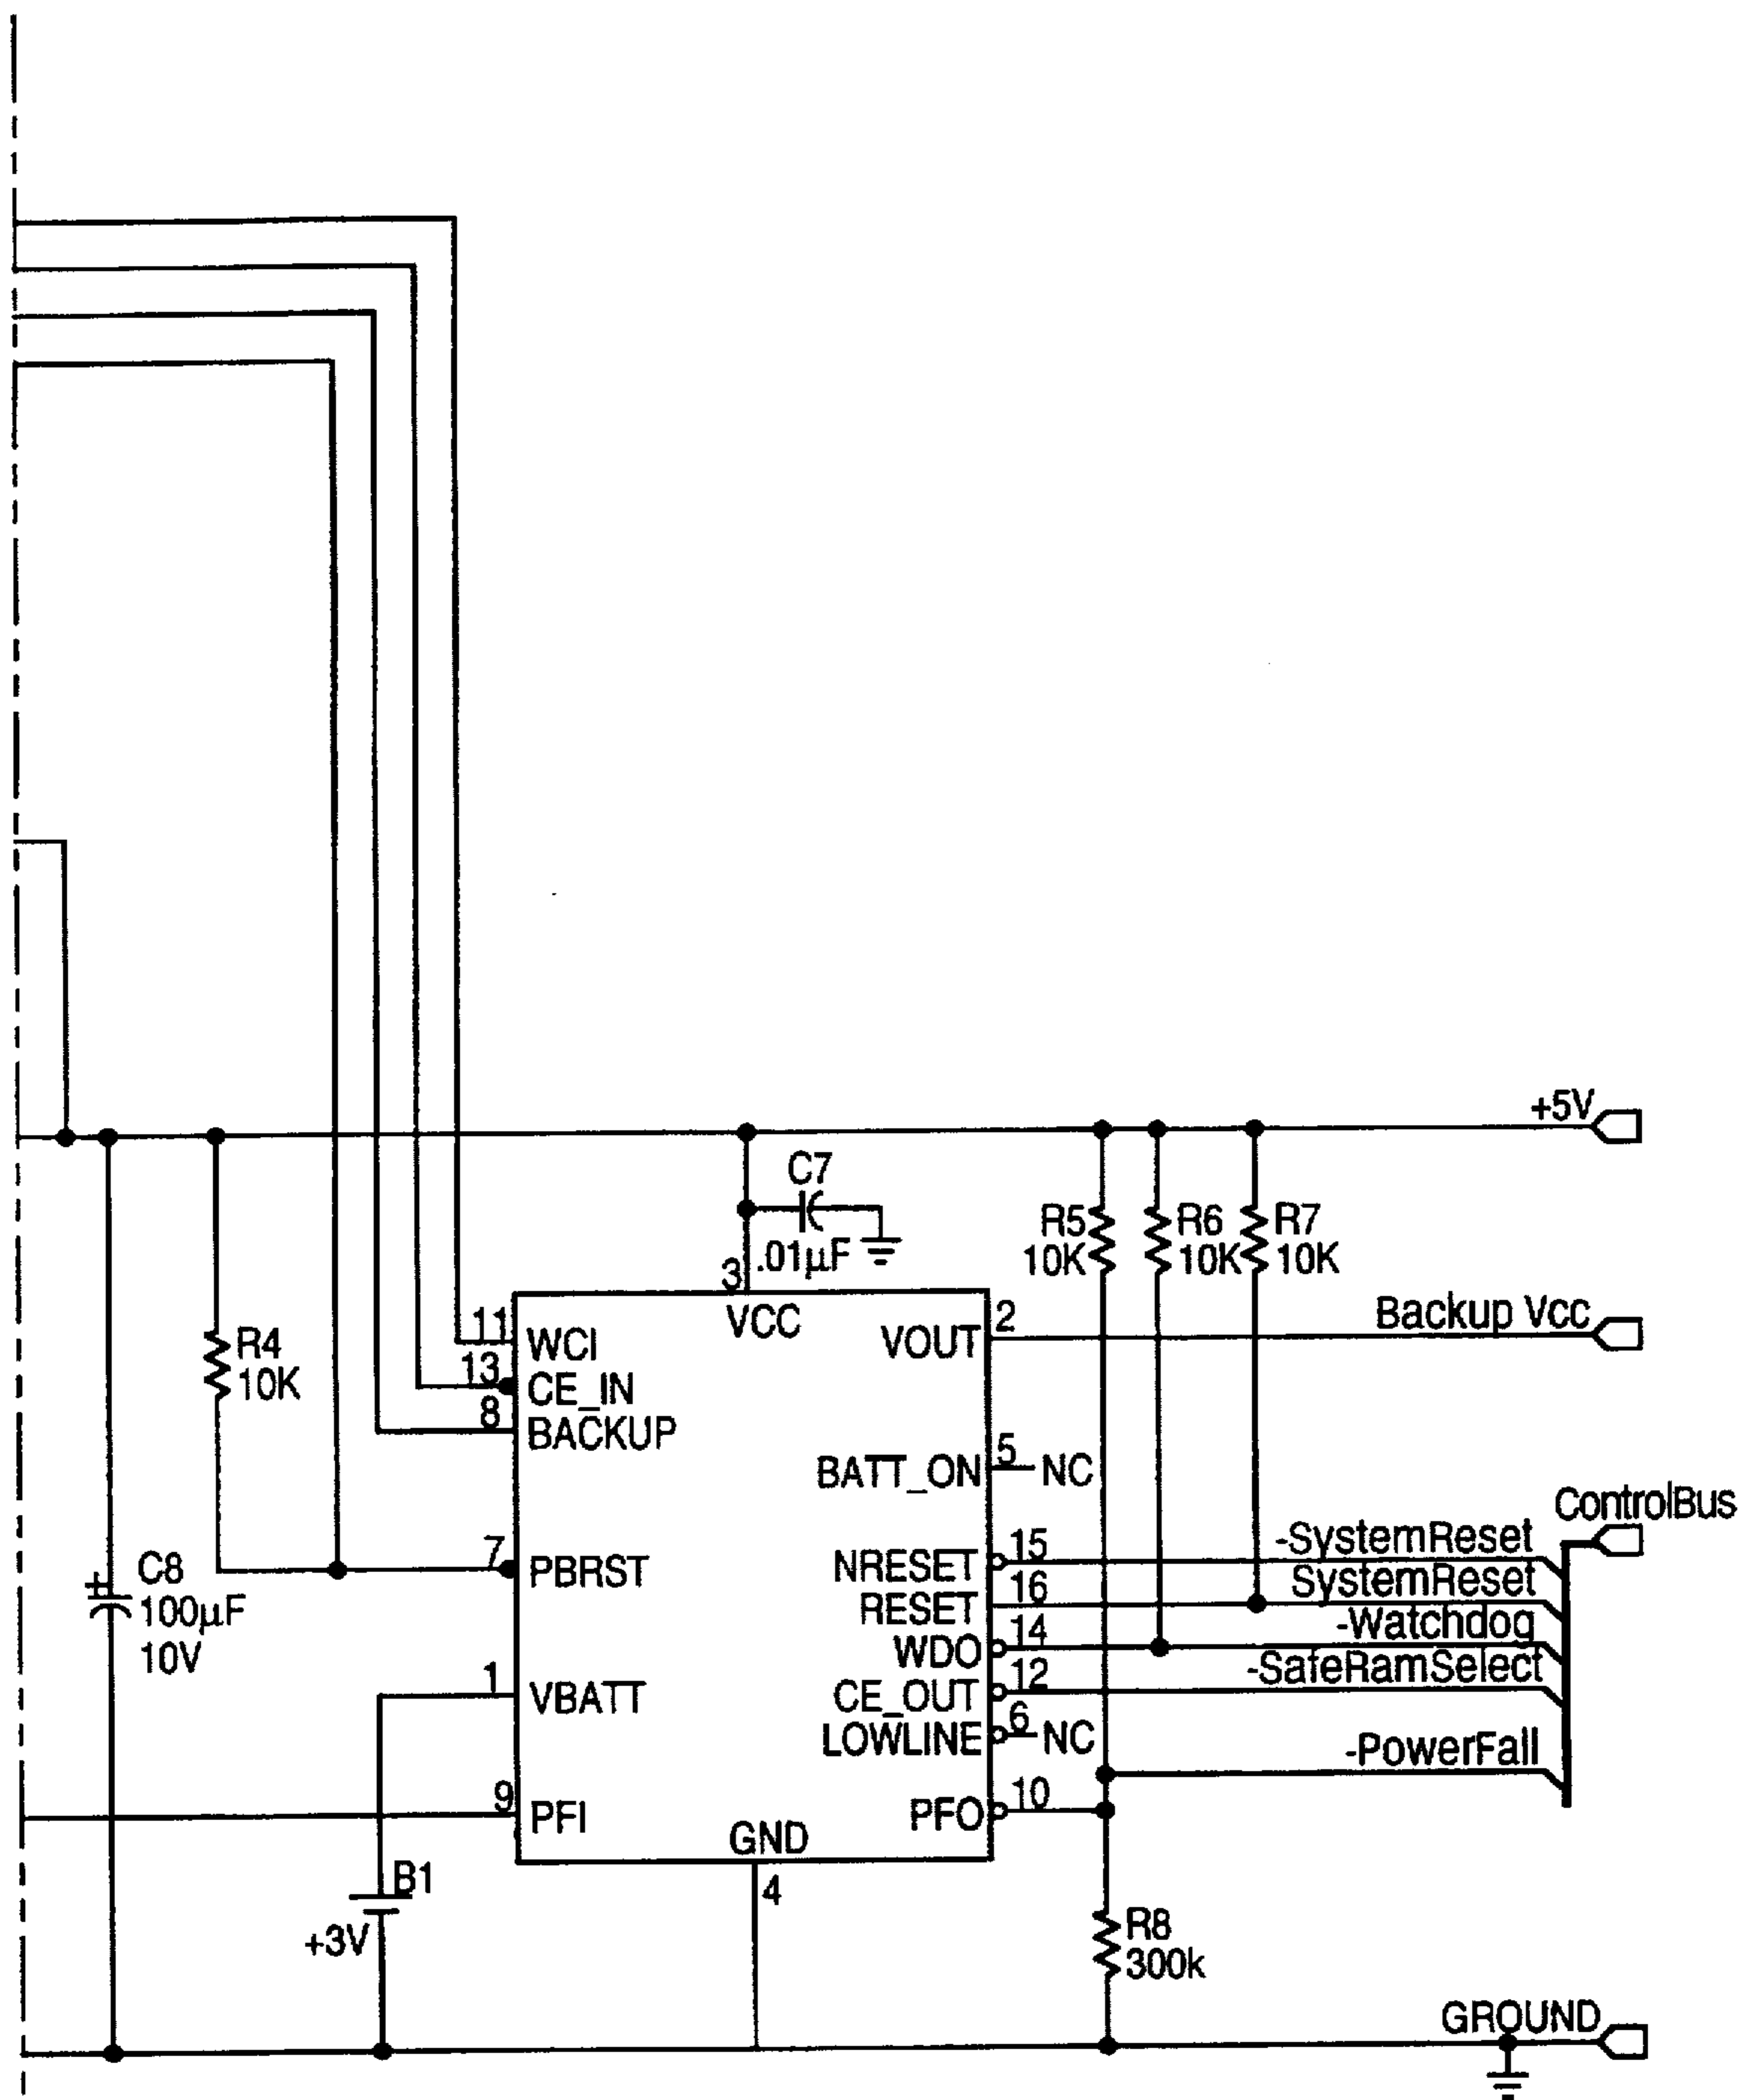 +5V
C7
.01µF
R5
10K
R6
10K
R7
10K
3
VCC
R4
10K
11
WCI
13
CE_IN
8
BACKUP
VOUT
2
Backup Vcc
BATT_ON
5
NC
ControlBus
7
PBRST
NRESET
15
-SystemReset
RESET
16
SystemReset
WDO
14
-Watchdog
CE_OUT
12
-SafeRamSelect
LOWLINE
6
NC
-PowerFall
C8
+
100µF
10V
1
VBATT
9
PFI
PFO
10
GND
4
B1
+3V
R8
300k
GROUND